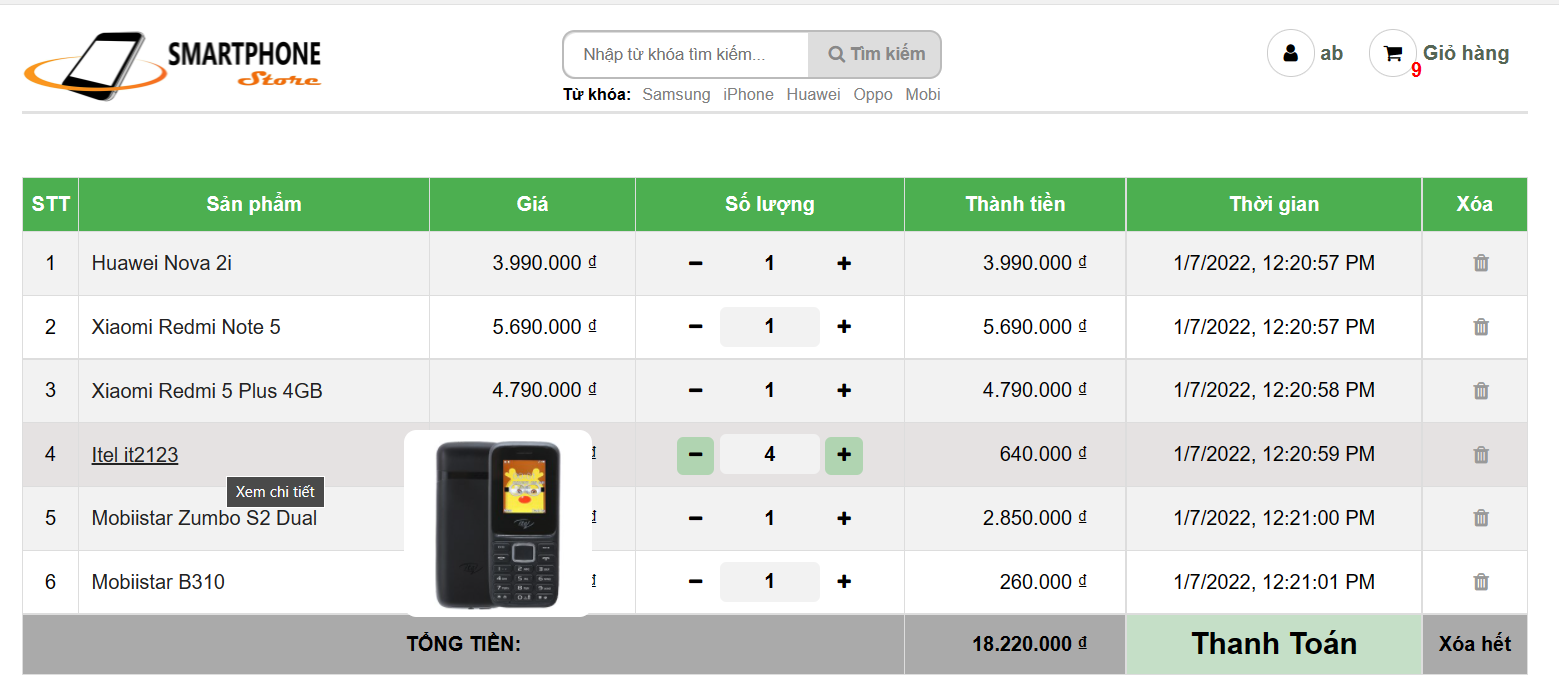 SMARTPHONE
Store
Nhập từ khóa tìm kiếm... Tìm kiếm
Từ khóa: Samsung iPhone Huawei Oppo Mobi
ab
9 Giỏ hàng
STT Sản phẩm Giá Số lượng Thành tiền Thời gian Xóa
1 Huawei Nova 2i 3.990.000 ₫ − 1 + 3.990.000 ₫ 1/7/2022, 12:20:57 PM
2 Xiaomi Redmi Note 5 5.690.000 ₫ − 1 + 5.690.000 ₫ 1/7/2022, 12:20:57 PM
3 Xiaomi Redmi 5 Plus 4GB 4.790.000 ₫ − 1 + 4.790.000 ₫ 1/7/2022, 12:20:58 PM
4 Itel it2123 ₫ − 4 + 640.000 ₫ 1/7/2022, 12:20:59 PM
Xem chi tiết
5 Mobiistar Zumbo S2 Dual ₫ − 1 + 2.850.000 ₫ 1/7/2022, 12:21:00 PM
6 Mobiistar B310 ₫ − 1 + 260.000 ₫ 1/7/2022, 12:21:01 PM
TỔNG TIỀN: 18.220.000 ₫ Thanh Toán Xóa hết